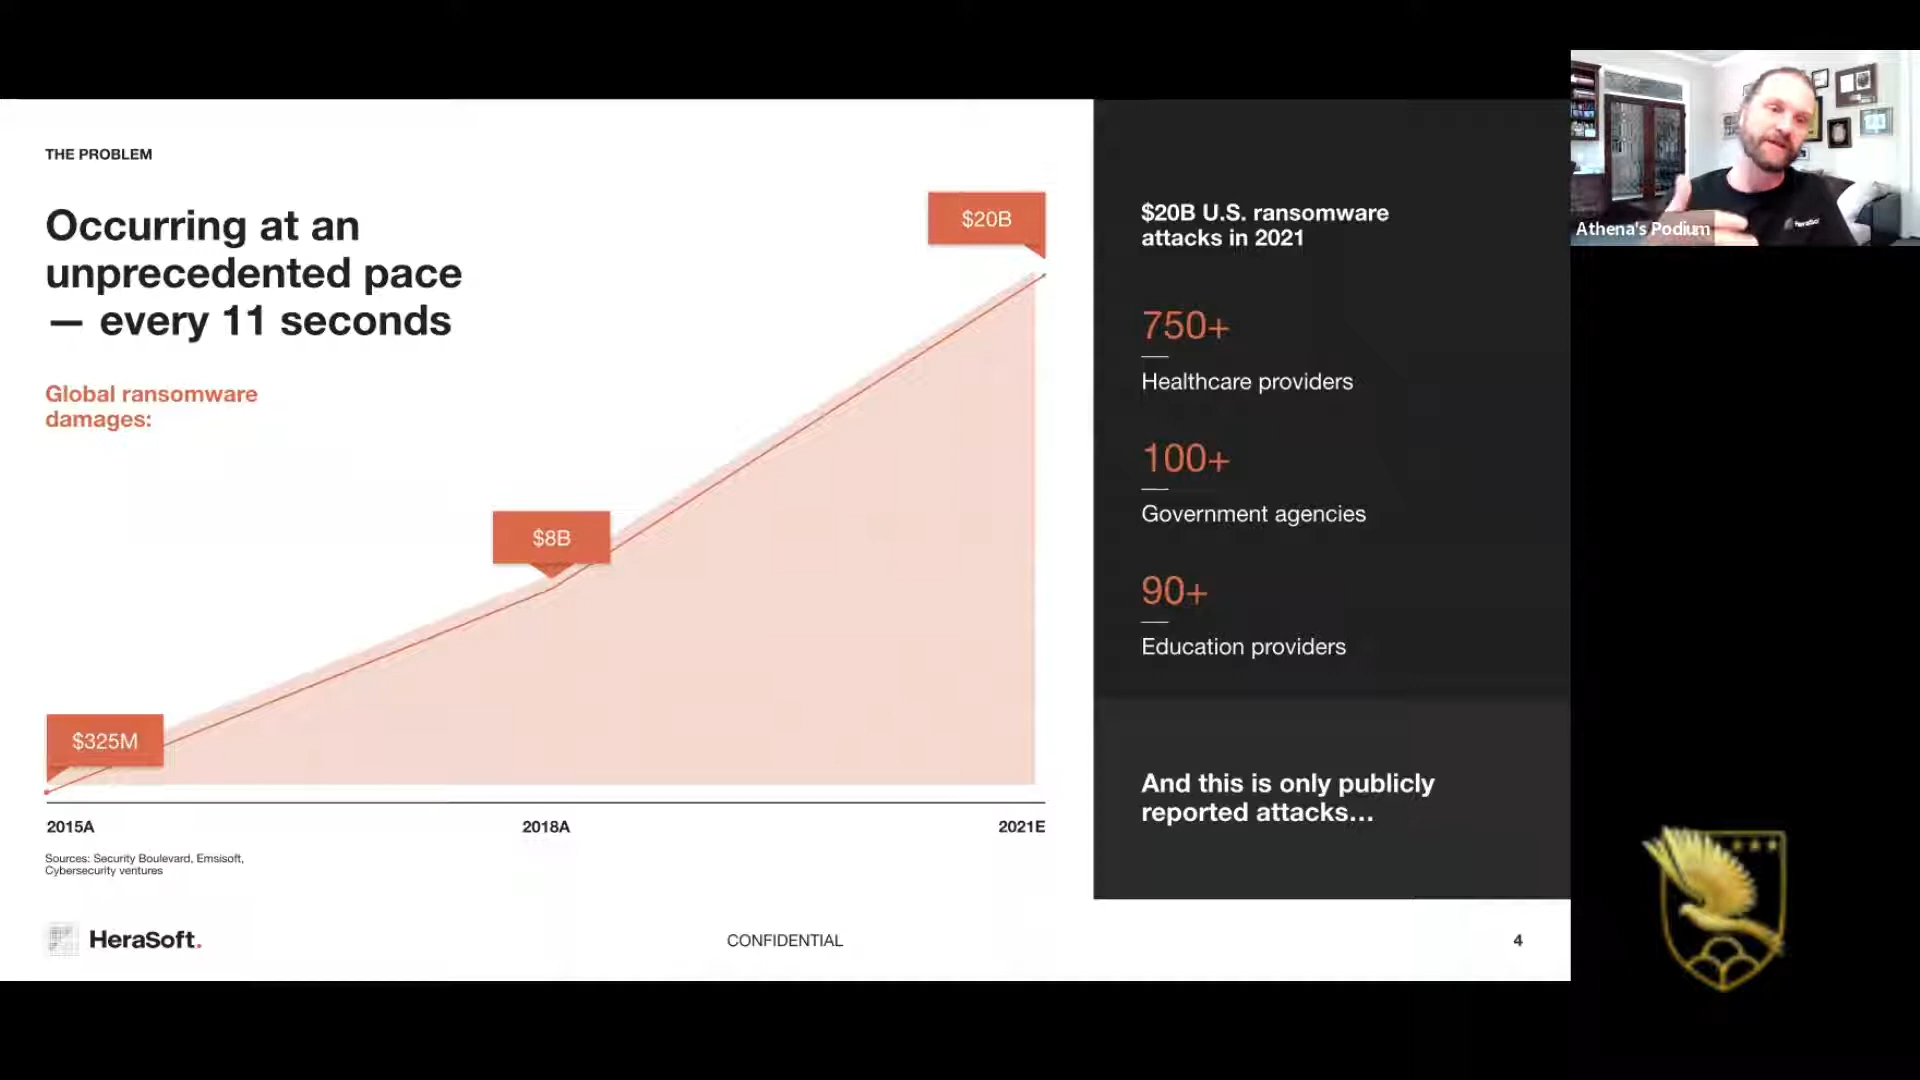 THE PROBLEM
Occurring at an
unprecedented pace
— every 11 seconds
Global ransomware
damages:
$20B
$8B
$325M
2015A
2018A
2021E
Sources: Security Boulevard, Emsisoft,
Cybersecurity ventures
HeraSoft.
CONFIDENTIAL
4
$20B U.S. ransomware
attacks in 2021
750+
Healthcare providers
100+
Government agencies
90+
Education providers
And this is only publicly
reported attacks...
Athena's Podium